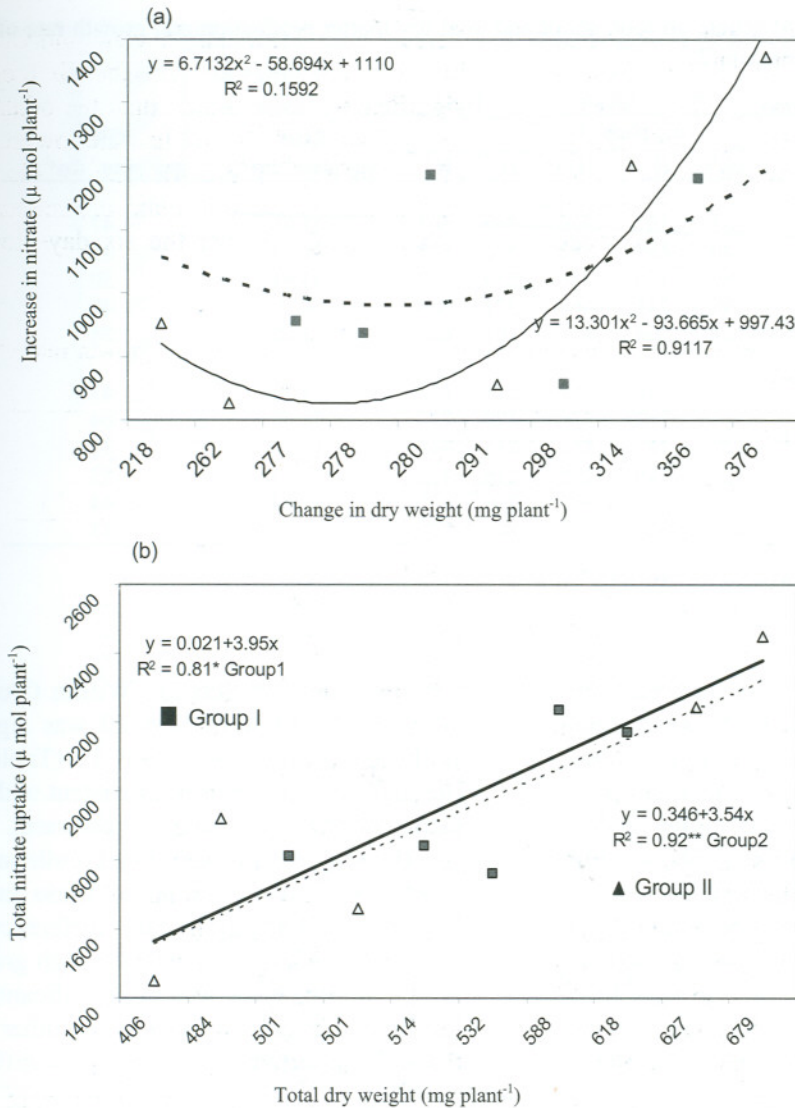 (a)
y = 6.7132x² - 58.694x + 1110
R² = 0.1592
y = 13.301x² - 93.665x + 997.43
R² = 0.9117
Increase in nitrate (μ mol plant⁻¹)
1400
1300
1200
1100
1000
900
800
218 262 277 278 280 291 298 314 356 376
Change in dry weight (mg plant⁻¹)
(b)
y = 0.021+3.95x
R² = 0.81* Group1
Group I
y = 0.346+3.54x
R² = 0.92** Group2
Group II
Total nitrate uptake (μ mol plant⁻¹)
2600
2400
2200
2000
1800
1600
1400
406 484 501 501 514 532 588 618 627 679
Total dry weight (mg plant⁻¹)